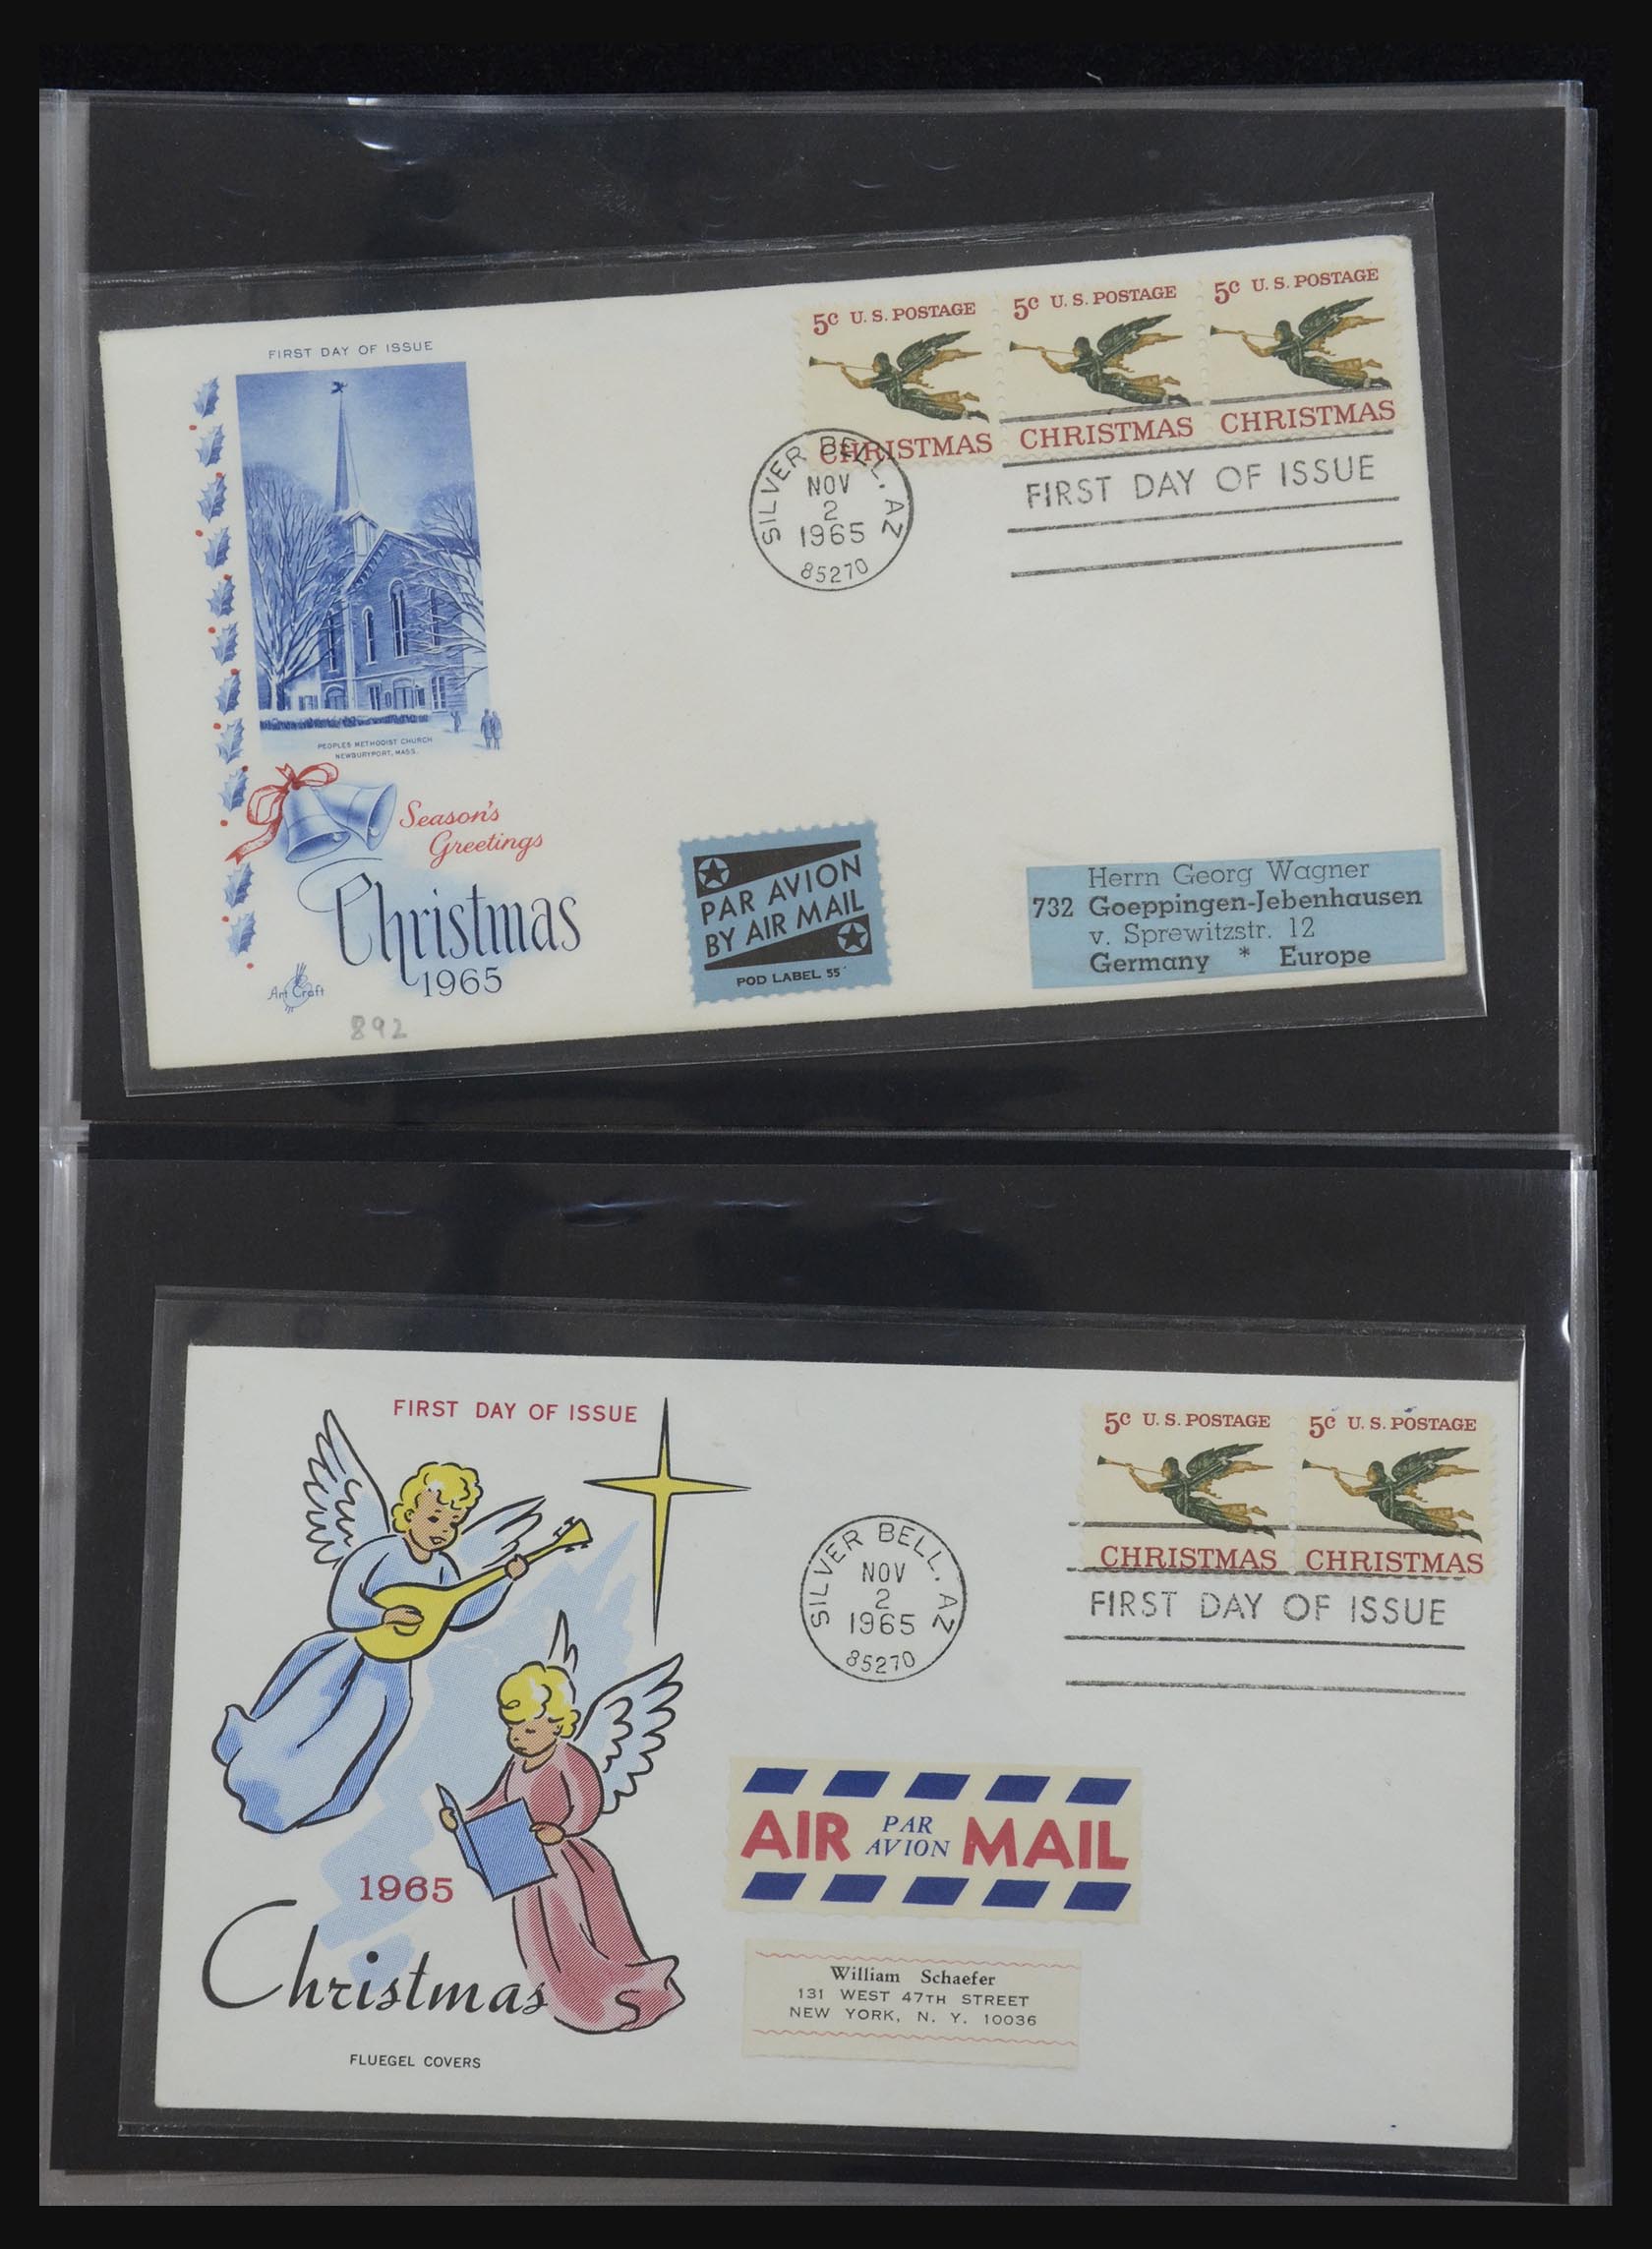 FIRST DAY OF ISSUE
5c U. S. POSTAGE
CHRISTMAS
5c U. S. POSTAGE
CHRISTMAS
5c U. S. POSTAGE
CHRISTMAS
SILVER BELL, AZ
NOV
2
1965
85270
FIRST DAY OF ISSUE
PEOPLES METHODIST CHURCH
NEWBURYPORT, MASS.
Season's
Greetings
Christmas
1965
Art Craft
892
PAR AVION
BY AIR MAIL
POD LABEL 55
Herrn Georg Wagner
732 Goeppingen-Jebenhausen
v. Sprewitzstr. 12
Germany * Europe
FIRST DAY OF ISSUE
5c U. S. POSTAGE
CHRISTMAS
5c U. S. POSTAGE
CHRISTMAS
SILVER BELL, AZ
NOV
2
1965
85270
FIRST DAY OF ISSUE
AIR PAR AVION MAIL
1965
Christmas
FLUEGEL COVERS
William Schaefer
131 WEST 47TH STREET
NEW YORK, N. Y. 10036